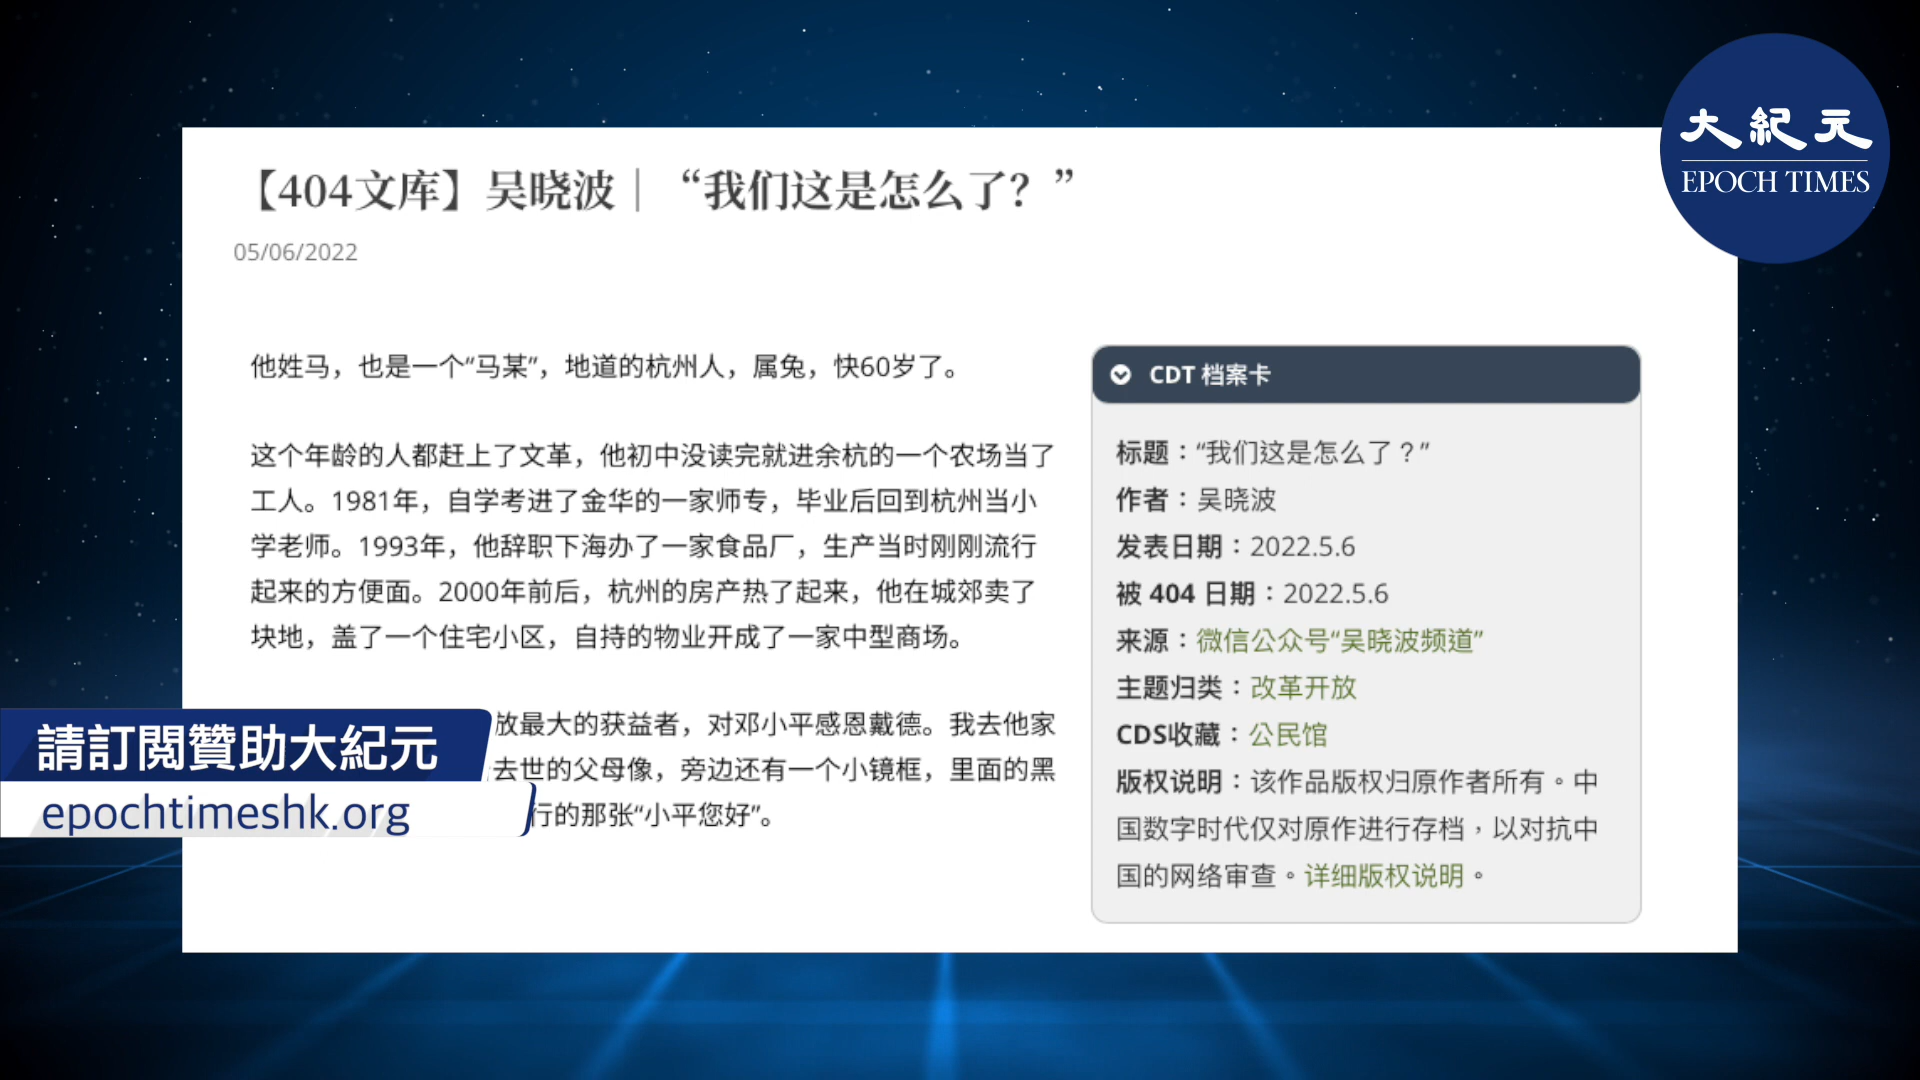 大紀元
EPOCH TIMES
【404文库】吴晓波｜“我们这是怎么了？”
05/06/2022
他姓马，也是一个“马某”，地道的杭州人，属兔，快60岁了。
这个年龄的人都赶上了文革，他初中没读完就进余杭的一个农场当了
工人。1981年，自学考进了金华的一家师专，毕业后回到杭州当小
学老师。1993年，他辞职下海办了一家食品厂，生产当时刚刚流行
起来的方便面。2000年前后，杭州的房产热了起来，他在城郊卖了
块地，盖了一个住宅小区，自持的物业开成了一家中型商场。
放最大的获益者，对邓小平感恩戴德。我去他家
去世的父母像，旁边还有一个小镜框，里面的黑
行的那张“小平您好”。
CDT 档案卡
标题：“我们这是怎么了？”
作者：吴晓波
发表日期：2022.5.6
被 404 日期：2022.5.6
来源：微信公众号“吴晓波频道”
主题归类：改革开放
CDS收藏：公民馆
版权说明：该作品版权归原作者所有。中
国数字时代仅对原作进行存档，以对抗中
国的网络审查。详细版权说明。
請訂閱贊助大紀元
epochtimeshk.org